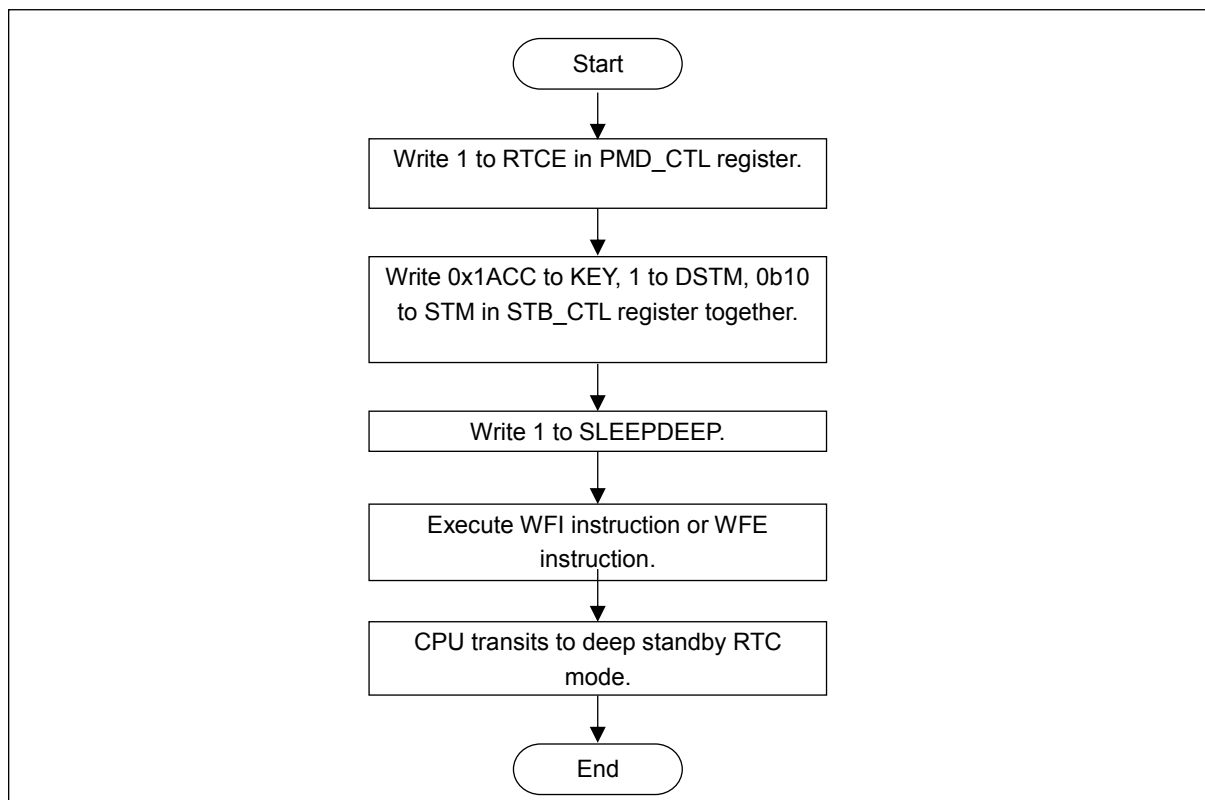 Start
Write 1 to RTCE in PMD_CTL register.
Write 0x1ACC to KEY, 1 to DSTM, 0b10
to STM in STB_CTL register together.
Write 1 to SLEEPDEEP.
Execute WFI instruction or WFE
instruction.
CPU transits to deep standby RTC
mode.
End